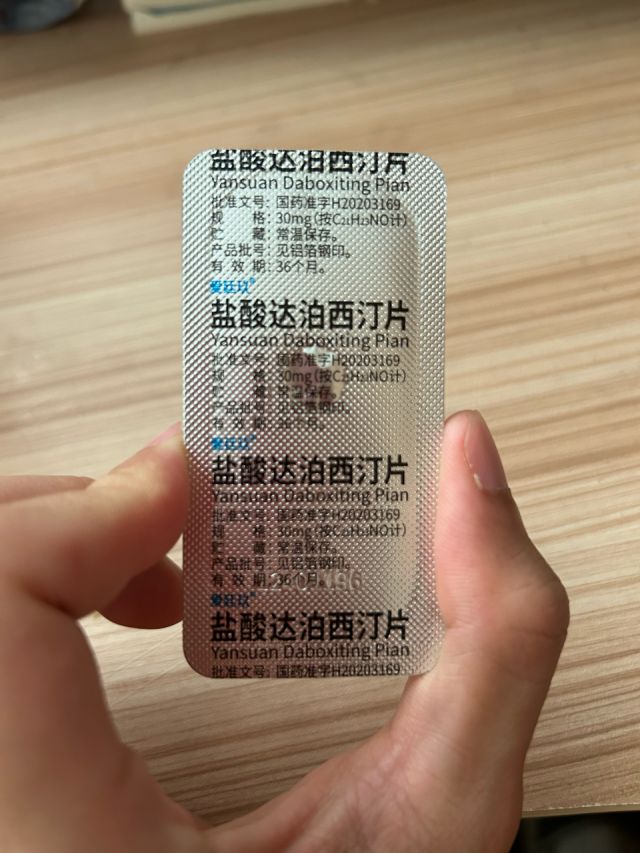 盐酸达泊西汀片
Yansuan Daboxiting Pian
批准文号：国药准字H20203169
规 格：30mg（按C₂₁H₂₃NO计）
贮 藏：常温保存。
产品批号：见铝箔钢印。
有 效 期：36个月。
爱廷玖®
盐酸达泊西汀片
Yansuan Daboxiting Pian
批准文号：国药准字H20203169
规 格：30mg（按C₂₁H₂₃NO计）
贮 藏：常温保存。
产品批号：见铝箔钢印。
有 效 期：36个月。
爱廷玖®
盐酸达泊西汀片
Yansuan Daboxiting Pian
批准文号：国药准字H20203169
规 格：30mg（按C₂₁H₂₃NO计）
贮 藏：常温保存。
产品批号：见铝箔钢印。
有 效 期：36个月。
爱廷玖®
盐酸达泊西汀片
Yansuan Daboxiting Pian
批准文号：国药准字H20203169